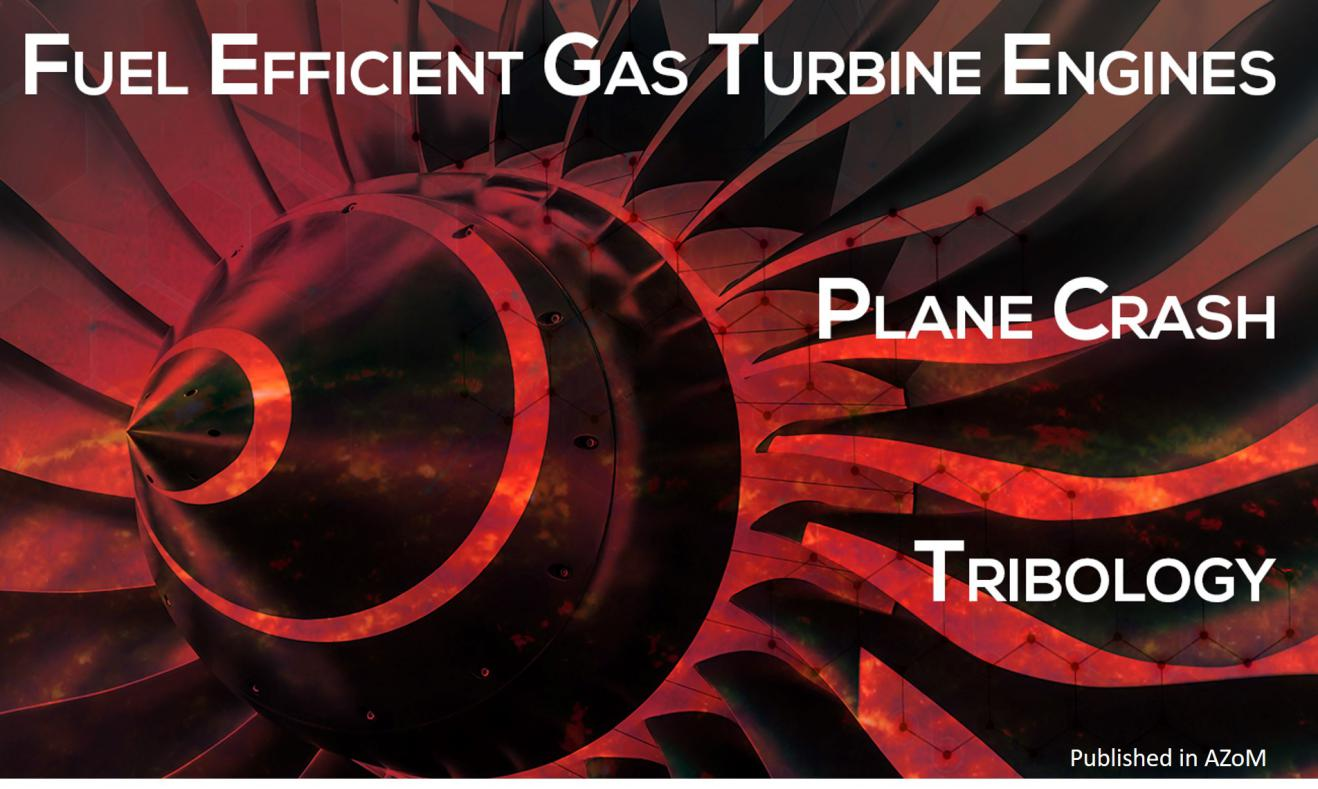 FUEL EFFICIENT GAS TURBINE ENGINES
PLANE CRASH
TRIBOLOGY
Published in AZoM